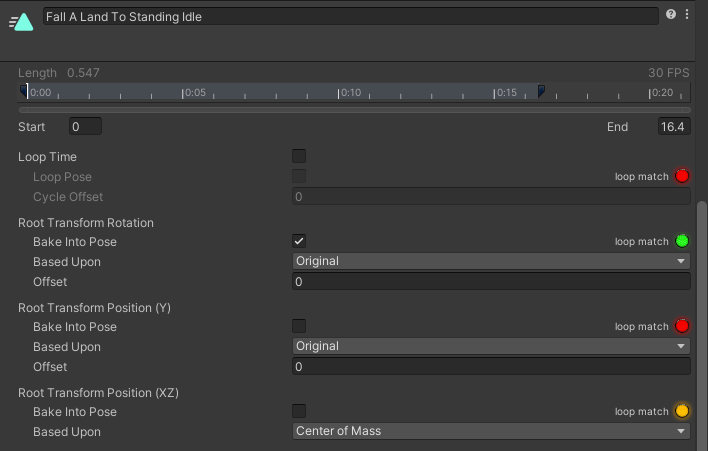 Fall A Land To Standing Idle
Length 0.547 30 FPS
0:00 0:05 0:10 0:15 0:20
Start 0 End 16.4
Loop Time
Loop Pose loop match
Cycle Offset 0
Root Transform Rotation
Bake Into Pose loop match
Based Upon Original
Offset 0
Root Transform Position (Y)
Bake Into Pose loop match
Based Upon Original
Offset 0
Root Transform Position (XZ)
Bake Into Pose loop match
Based Upon Center of Mass